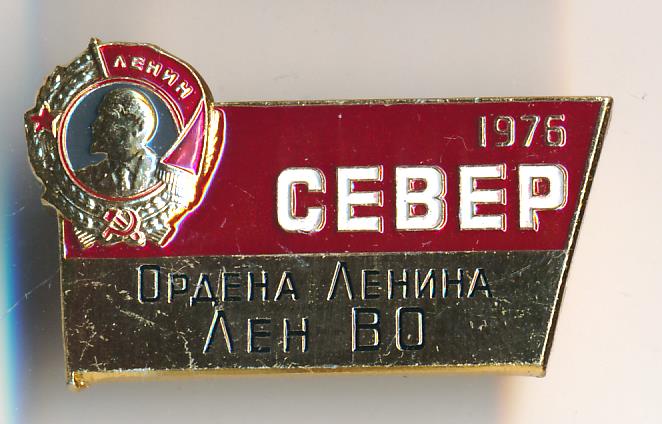 ЛЕНИН
1976
СЕВЕР
ОРДЕНА ЛЕНИНА
ЛЕН ВО